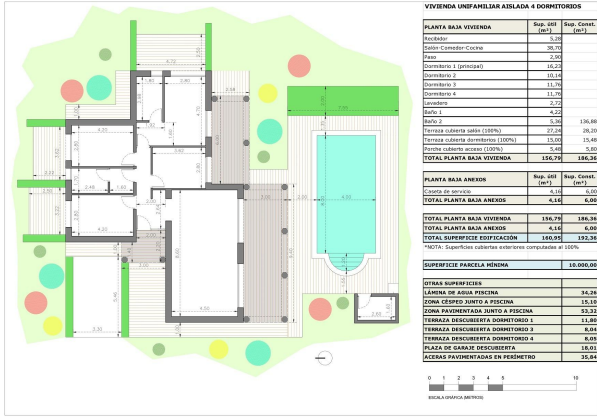 VIVIENDA UNIFAMILIAR AISLADA 4 DORMITORIOS
PLANTA BAJA VIVIENDA Sup. útil (m²) Sup. Const. (m²)
Recibidor 5,28
Salón-Comedor-Cocina 38,70
Paso 2,90
Dormitorio 1 (principal) 16,23
Dormitorio 2 10,14
Dormitorio 3 11,76
Dormitorio 4 11,76
Lavadero 2,72
Baño 1 4,22
Baño 2 5,36 136,88
Terraza cubierta salón (100%) 27,24 28,20
Terraza cubierta dormitorios (100%) 15,00 15,48
Porche cubierto acceso (100%) 5,48 5,80
TOTAL PLANTA BAJA VIVIENDA 156,79 186,36
PLANTA BAJA ANEXOS Sup. útil (m²) Sup. Const. (m²)
Caseta de servicio 4,16 6,00
TOTAL PLANTA BAJA ANEXOS 4,16 6,00
TOTAL PLANTA BAJA VIVIENDA 156,79 186,36
TOTAL PLANTA BAJA ANEXOS 4,16 6,00
TOTAL SUPERFICIE EDIFICACIÓN 160,95 192,36
*NOTA: Superficies cubiertas exteriores computadas al 100%
SUPERFICIE PARCELA MÍNIMA 10.000,00
OTRAS SUPERFICIES
LÁMINA DE AGUA PISCINA 34,26
ZONA CÉSPED JUNTO A PISCINA 15,10
ZONA PAVIMENTADA JUNTO A PISCINA 53,32
TERRAZA DESCUBIERTA DORMITORIO 1 11,80
TERRAZA DESCUBIERTA DORMITORIO 3 8,04
TERRAZA DESCUBIERTA DORMITORIO 4 8,05
PLAZA DE GARAJE DESCUBIERTA 18,01
ACERAS PAVIMENTADAS EN PERÍMETRO 35,84
0 1 2 3 4 5 10
ESCALA GRÁFICA (METROS)